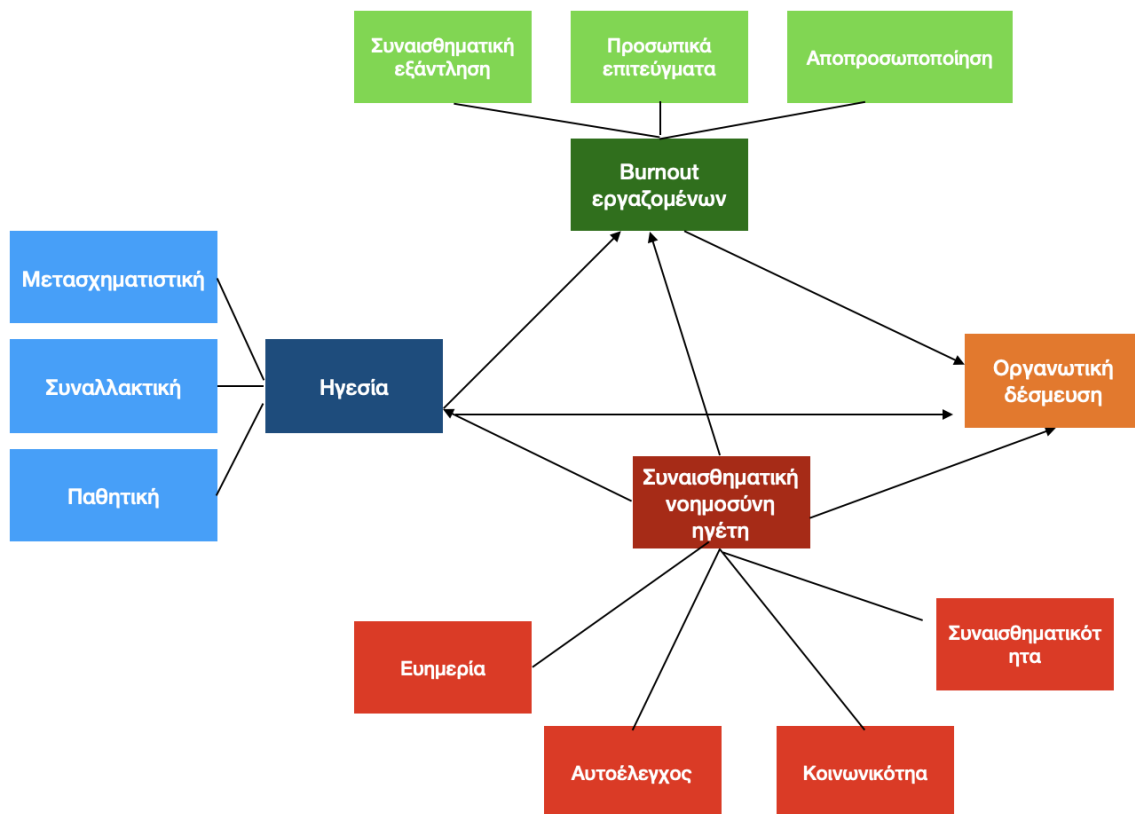 Συναισθηματική
εξάντληση
Προσωπικά
επιτεύγματα
Αποπροσωποποίηση
Burnout
εργαζομένων
Μετασχηματιστική
Συναλλακτική
Παθητική
Ηγεσία
Οργανωτική
δέσμευση
Συναισθηματική
νοημοσύνη
ηγέτη
Ευημερία
Αυτοέλεγχος
Κοινωνικότηα
Συναισθηματικότ
ητα